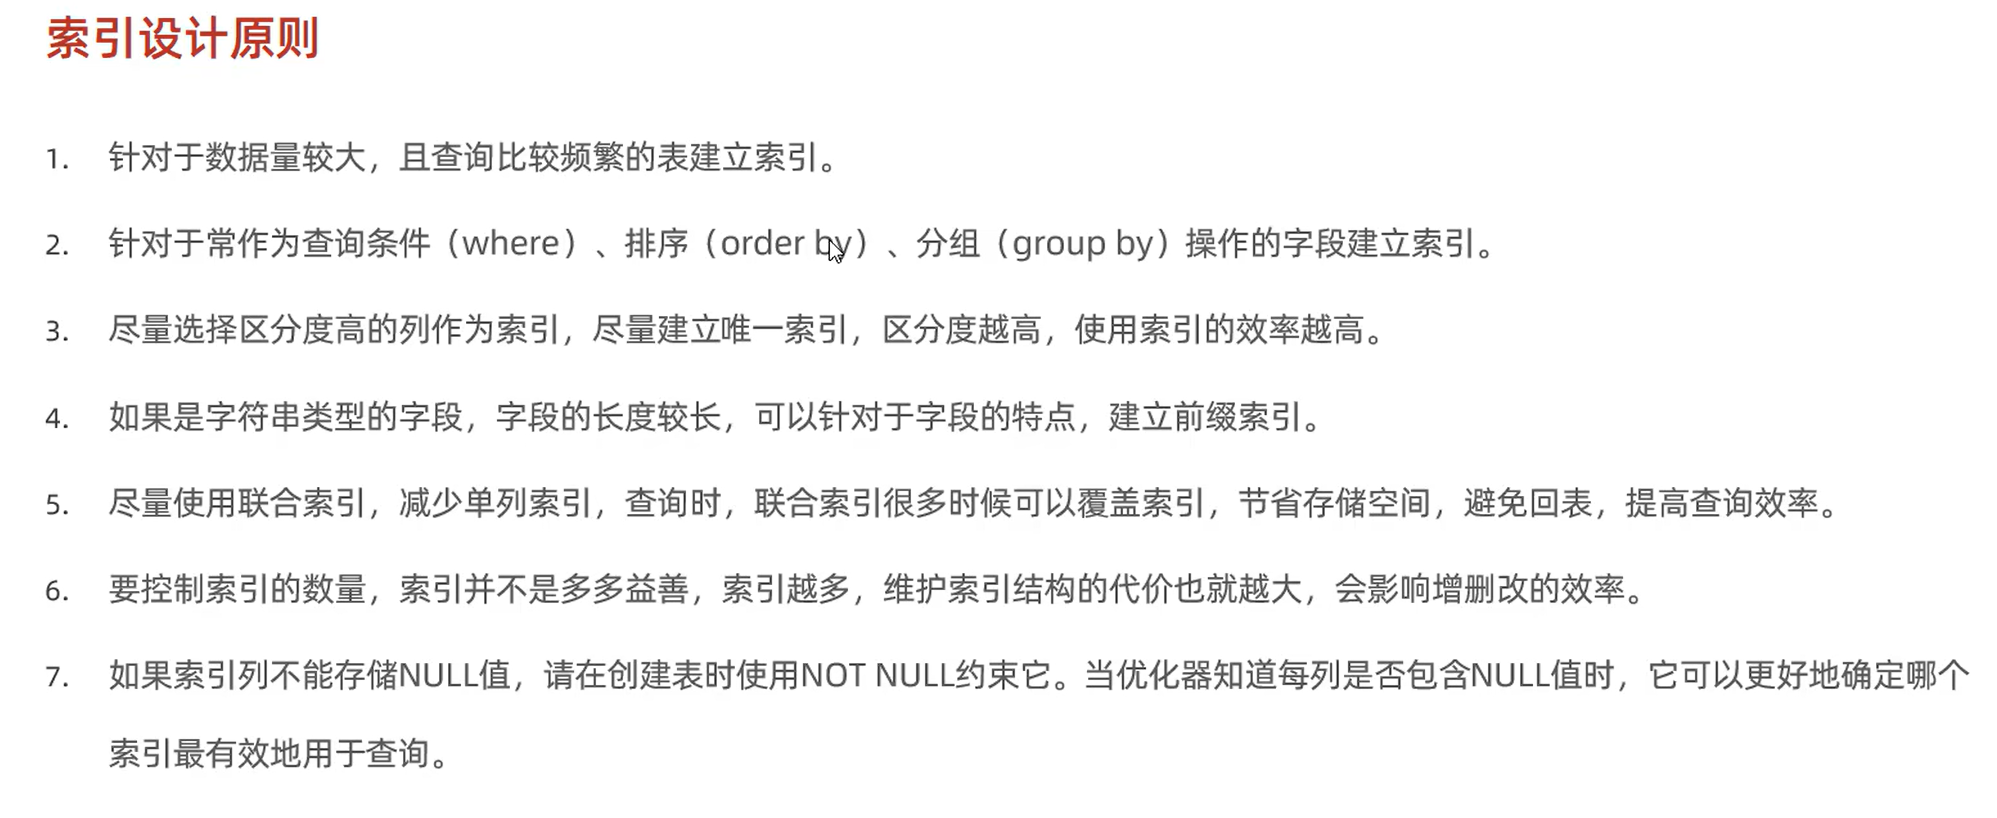 索引设计原则
1. 针对于数据量较大，且查询比较频繁的表建立索引。
2. 针对于常作为查询条件（where）、排序（order by）、分组（group by）操作的字段建立索引。
3. 尽量选择区分度高的列作为索引，尽量建立唯一索引，区分度越高，使用索引的效率越高。
4. 如果是字符串类型的字段，字段的长度较长，可以针对于字段的特点，建立前缀索引。
5. 尽量使用联合索引，减少单列索引，查询时，联合索引很多时候可以覆盖索引，节省存储空间，避免回表，提高查询效率。
6. 要控制索引的数量，索引并不是多多益善，索引越多，维护索引结构的代价也就越大，会影响增删改的效率。
7. 如果索引列不能存储NULL值，请在创建表时使用NOT NULL约束它。当优化器知道每列是否包含NULL值时，它可以更好地确定哪个
索引最有效地用于查询。